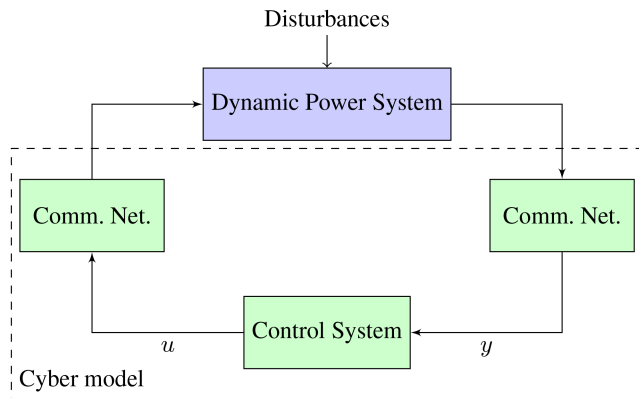 Disturbances
Dynamic Power System
Comm. Net.
Comm. Net.
Control System
u
y
Cyber model